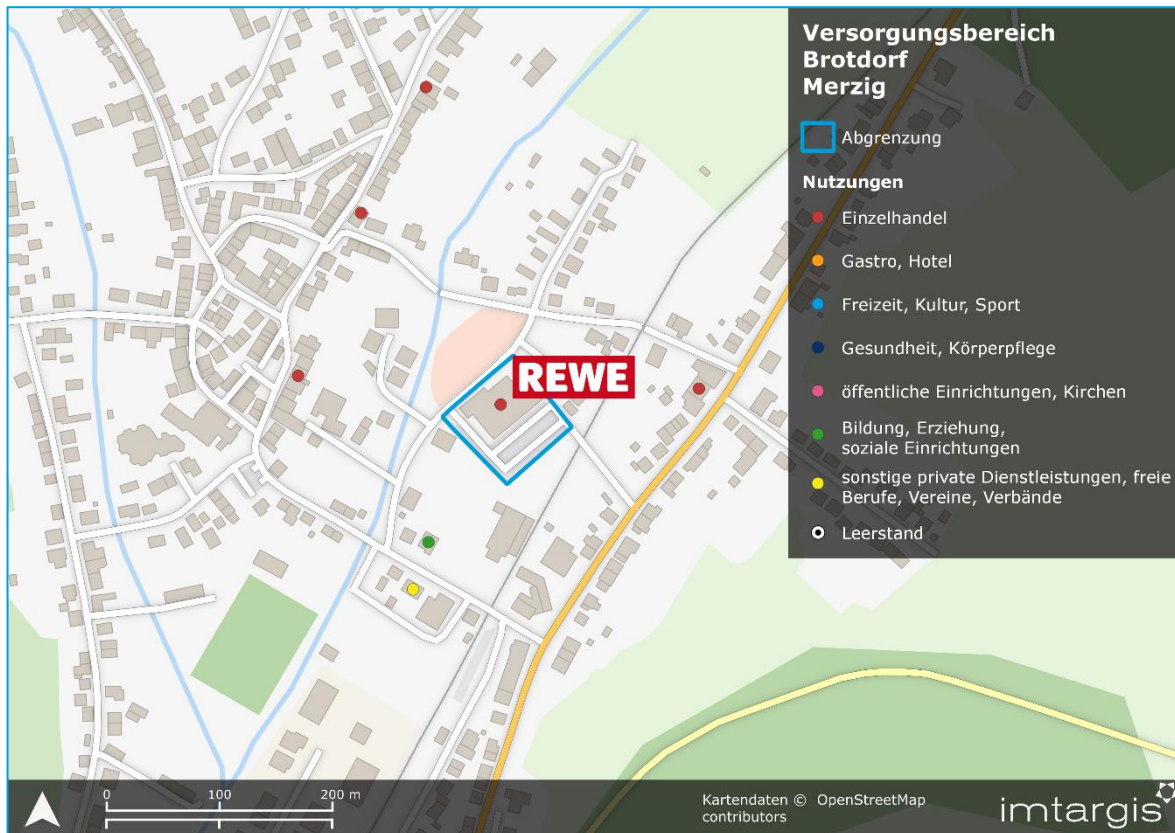 Versorgungsbereich
Brotdorf
Merzig
Abgrenzung
Nutzungen
Einzelhandel
Gastro, Hotel
Freizeit, Kultur, Sport
Gesundheit, Körperpflege
öffentliche Einrichtungen, Kirchen
Bildung, Erziehung,
soziale Einrichtungen
sonstige private Dienstleistungen, freie
Berufe, Vereine, Verbände
Leerstand
REWE
0 100 200 m
Kartendaten © OpenStreetMap
contributors
imtargis